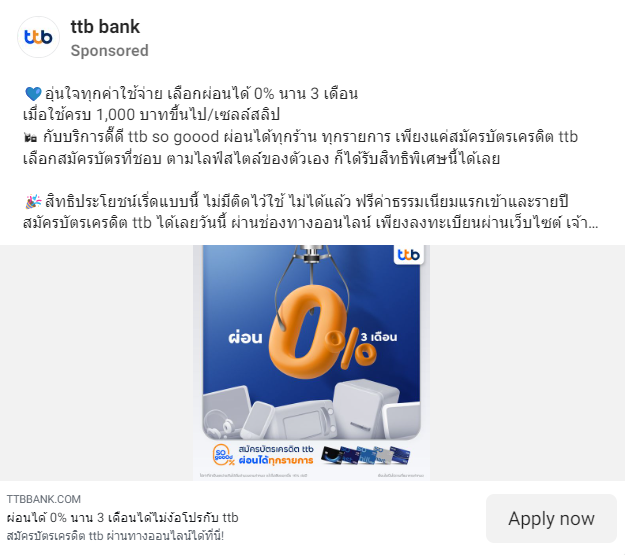 ttb
ttb bank
Sponsored
💙อุ่นใจทุกค่าใช้จ่าย เลือกผ่อนได้ 0% นาน 3 เดือน
เมื่อใช้ครบ 1,000 บาทขึ้นไป/เซลล์สลิป
กับบริการดี๊ดี ttb so goood ผ่อนได้ทุกร้าน ทุกรายการ เพียงแค่สมัครบัตรเครดิต ttb
เลือกสมัครบัตรที่ชอบ ตามไลฟ์สไตล์ของตัวเอง ก็ได้รับสิทธิพิเศษนี้ได้เลย
🎉สิทธิประโยชน์เริ่ดแบบนี้ ไม่มีติดไว้ใช้ ไม่ได้แล้ว ฟรีค่าธรรมเนียมแรกเข้าและรายปี
สมัครบัตรเครดิต ttb ได้เลยวันนี้ ผ่านช่องทางออนไลน์ เพียงลงทะเบียนผ่านเว็บไซต์ เจ้า...
ttb
ผ่อน 0% 3 เดือน
so goood
สมัครบัตรเครดิต ttb
ผ่อนได้ทุกรายการ
TTBBANK.COM
ผ่อนได้ 0% นาน 3 เดือนได้ไม่ง้อโปรกับ ttb
สมัครบัตรเครดิต ttb ผ่านทางออนไลน์ได้ที่นี่!
Apply now